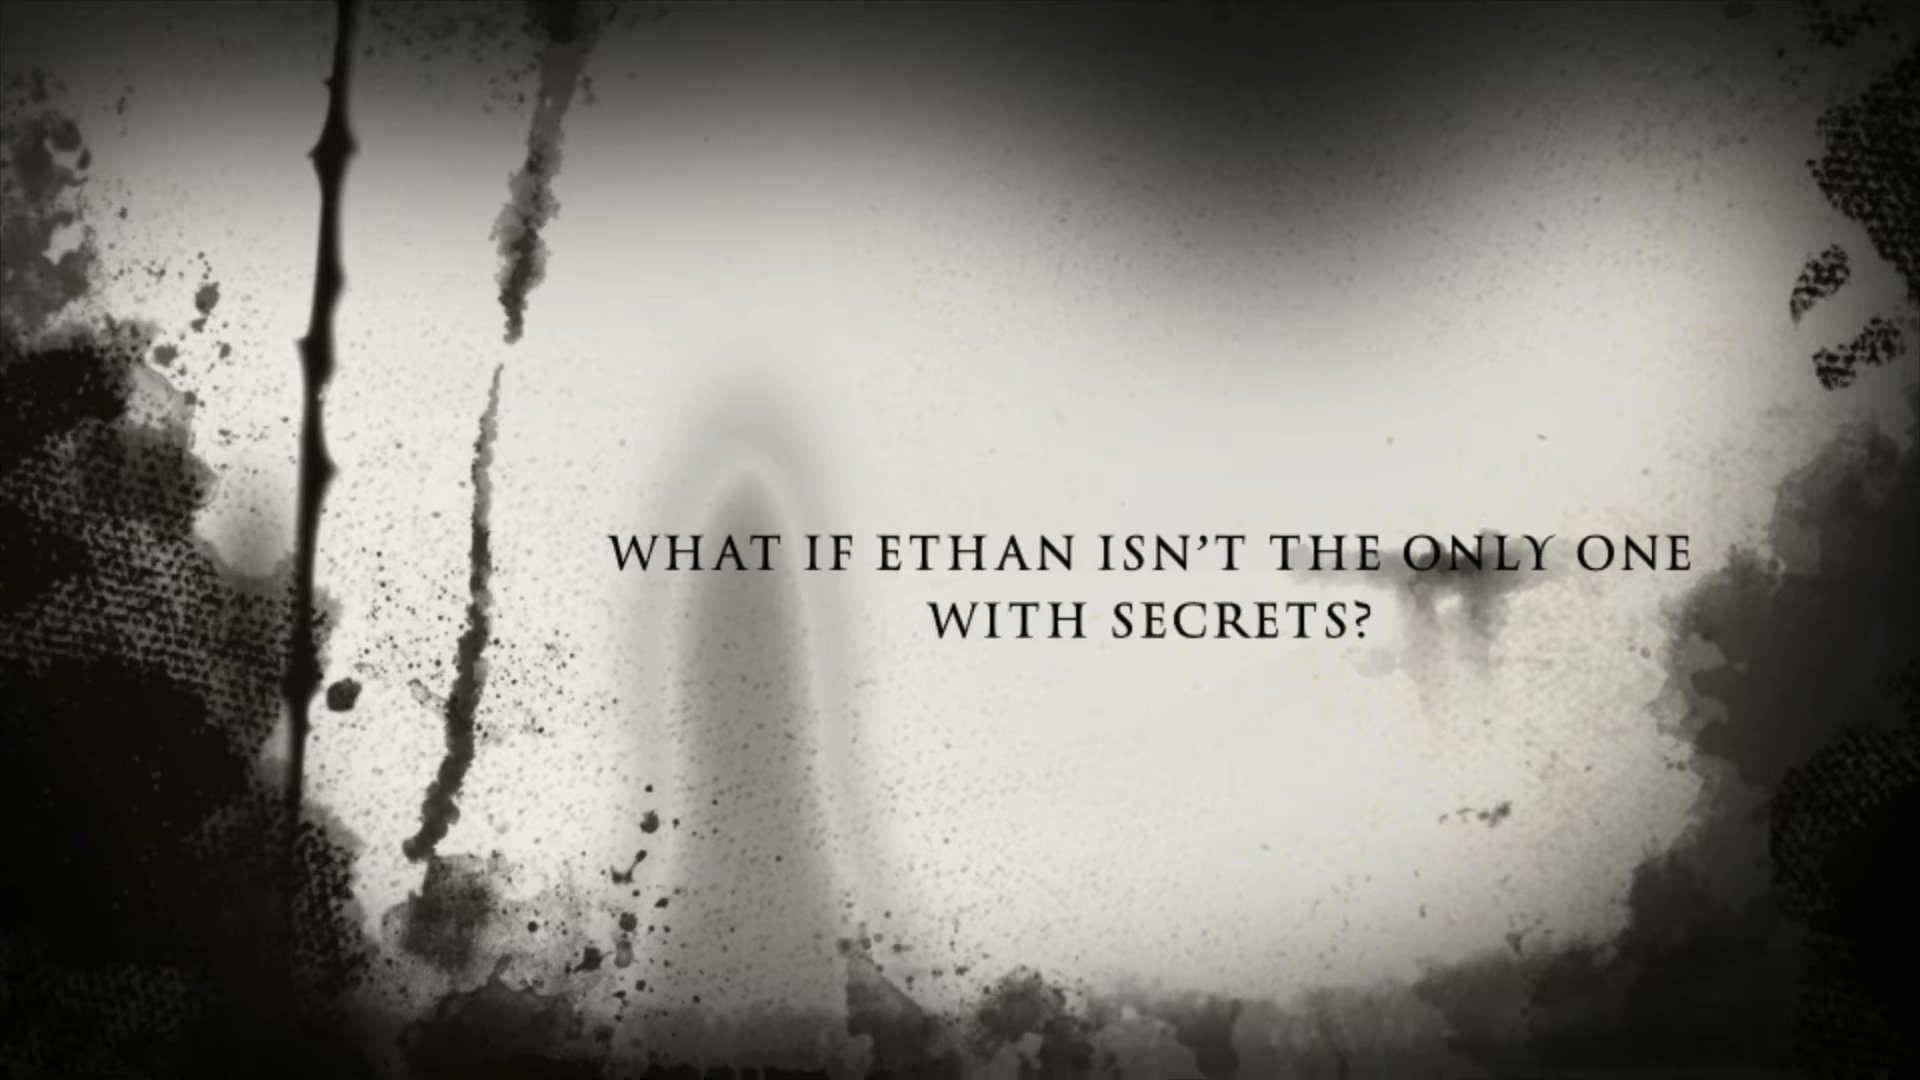 WHAT IF ETHAN ISN'T THE ONLY ONE
WITH SECRETS?